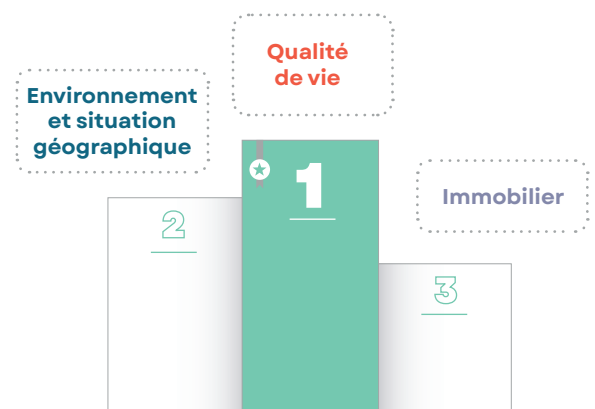 Qualité
de vie
Environnement
et situation
géographique
1
Immobilier
2
3